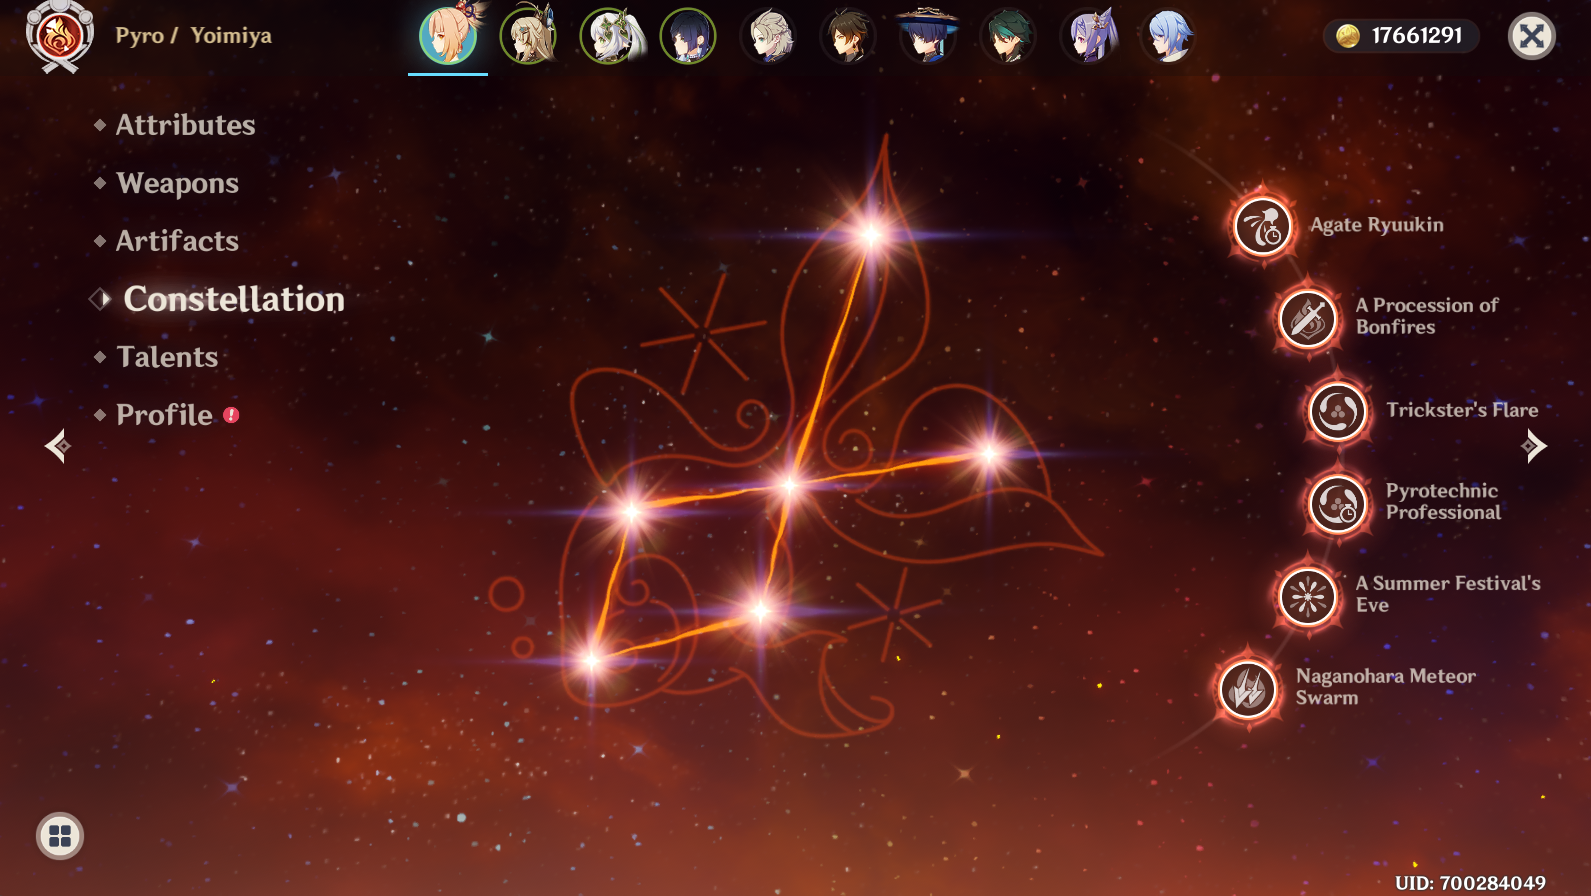 Pyro / Yoimiya
17661291
Attributes
Weapons
Artifacts
Constellation
Talents
Profile
Agate Ryuukin
A Procession of
Bonfires
Trickster's Flare
Pyrotechnic
Professional
A Summer Festival's
Eve
Naganohara Meteor
Swarm
UID: 700284049